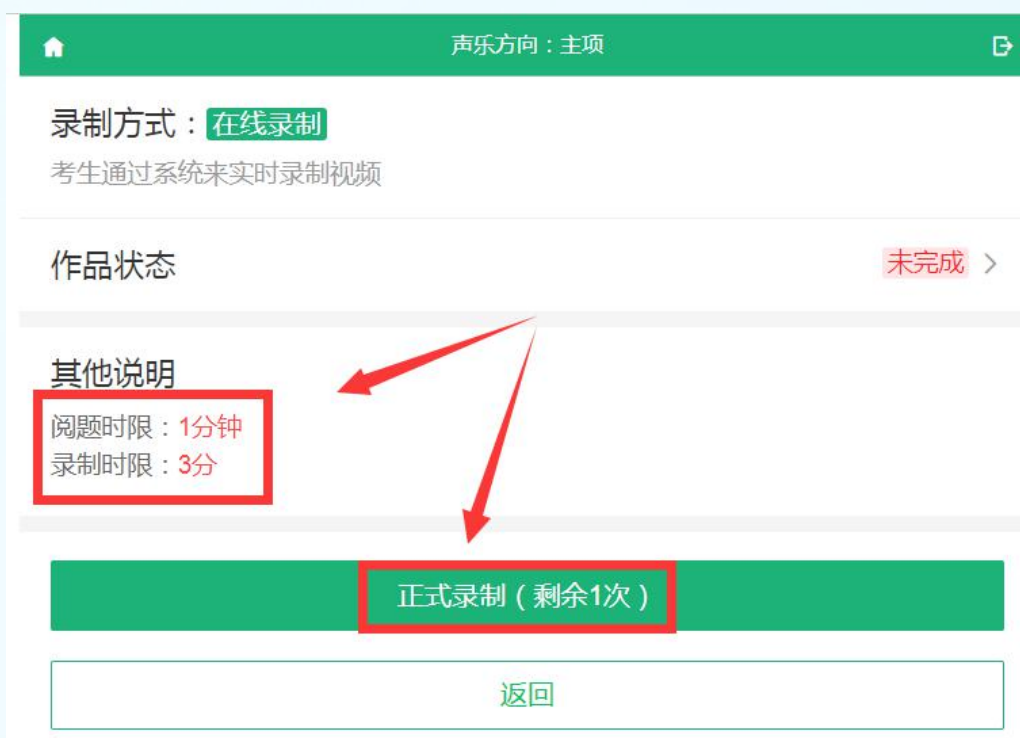 声乐方向：主项
录制方式：在线录制
考生通过系统来实时录制视频
作品状态 未完成
其他说明
阅题时限：1分钟
录制时限：3分
正式录制（剩余1次）
返回